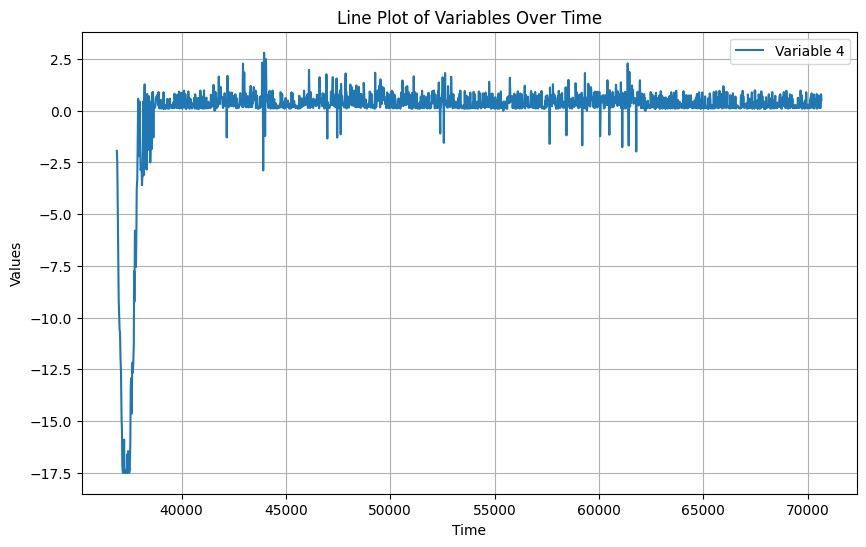 Line Plot of Variables Over Time
Variable 4
2.5
0.0
−2.5
−5.0
−7.5
−10.0
−12.5
−15.0
−17.5
Values
40000 45000 50000 55000 60000 65000 70000
Time